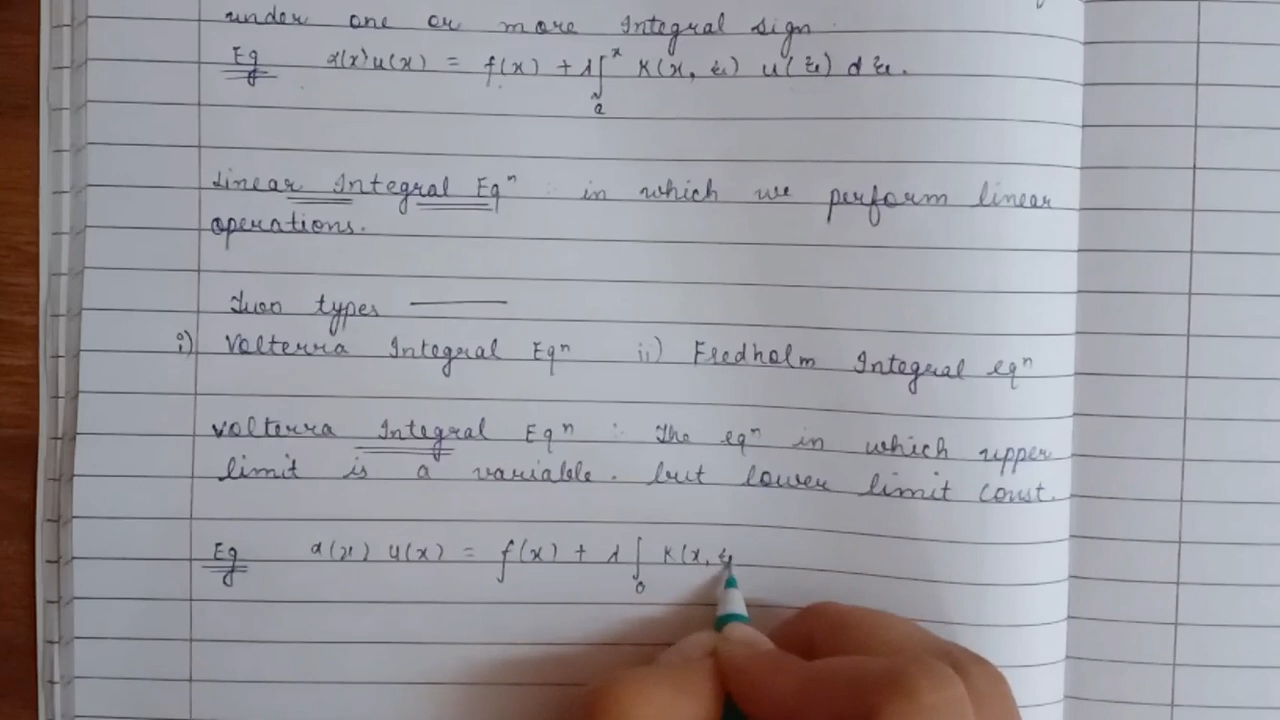 under one or more Integral sign.
Eg α(x)u(x) = f(x) + λ∫ₐˣ K(x, ξ) u(ξ) dξ.
Linear Integral Eqⁿ : in which we perform linear
operations.
Two types ———
i) Volterra Integral Eqⁿ ii) Fredholm Integral eqⁿ
Volterra Integral Eqⁿ : The eqⁿ in which upper
limit is a variable. but lower limit const.
Eg α(x) u(x) = f(x) + λ ∫₀ K(x, ξ